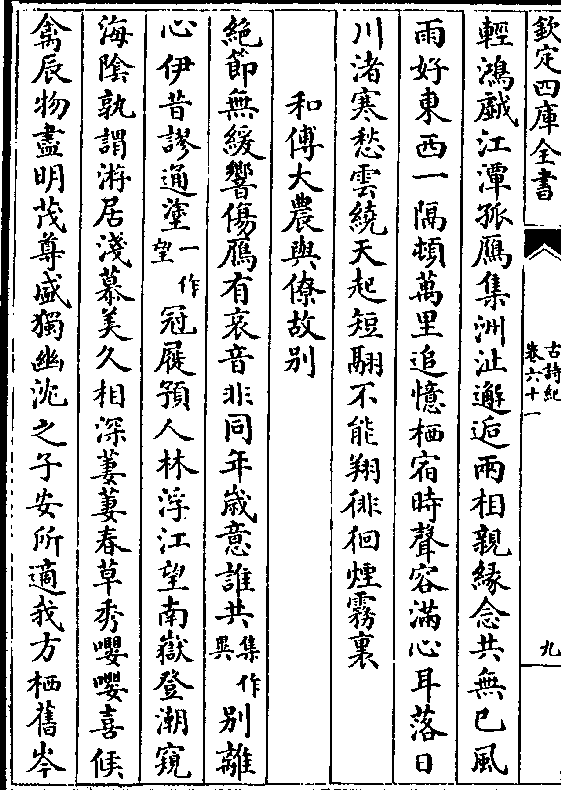 欽定四庫全書
古詩紀
卷六十一
九
輕鴻戲江潭孤鴈集洲沚邂逅兩相親緣念共無已風
雨好東西一隔頓萬里追憶栖宿時聲容滿心耳落日
川渚寒愁雲繞天起短翮不能翔徘徊煙霧裏
和傅大農與僚故別
絕節無緩響傷鴈有哀音非同年歳意誰共集作異別離
心伊昔謬通塗一作望冠屣預人林浮江望南嶽登潮窺
海陰孰謂游居淺慕美久相深萋萋春草秀嚶嚶喜候
禽辰物盡明茂尊盛獨幽沈之子安所適我方栖舊岑